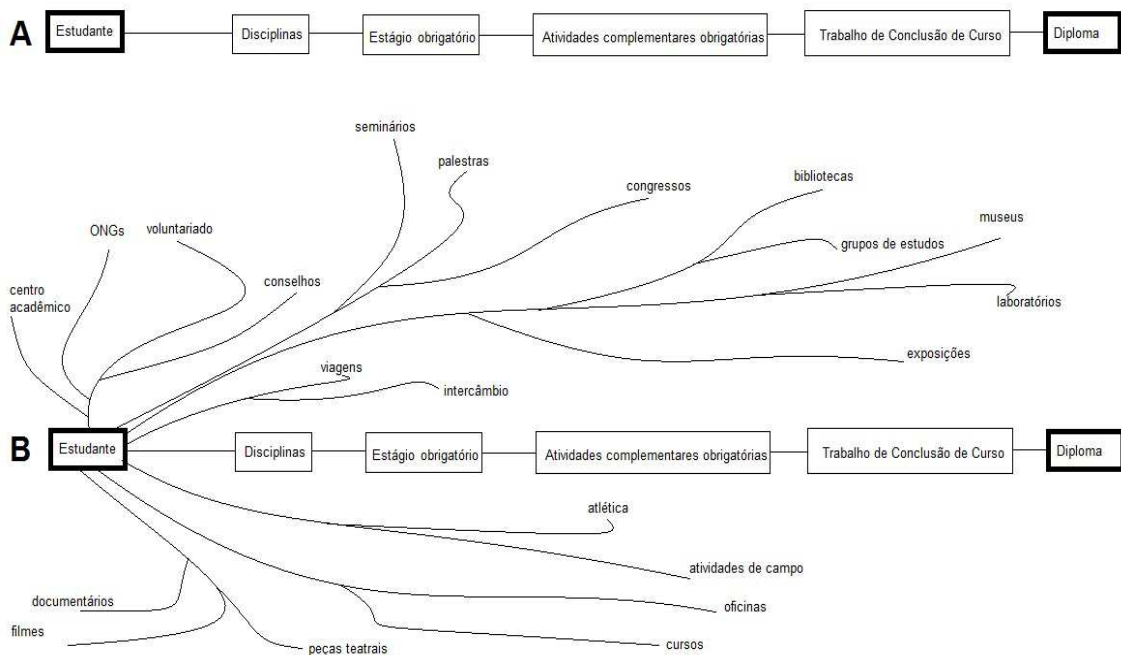 A
Estudante
Disciplinas
Estágio obrigatório
Atividades complementares obrigatórias
Trabalho de Conclusão de Curso
Diploma
seminários
palestras
congressos
bibliotecas
museus
ONGs
voluntariado
grupos de estudos
conselhos
centro
acadêmico
laboratórios
exposições
viagens
intercâmbio
B
Estudante
Disciplinas
Estágio obrigatório
Atividades complementares obrigatórias
Trabalho de Conclusão de Curso
Diploma
atlética
atividades de campo
documentários
oficinas
filmes
peças teatrais
cursos